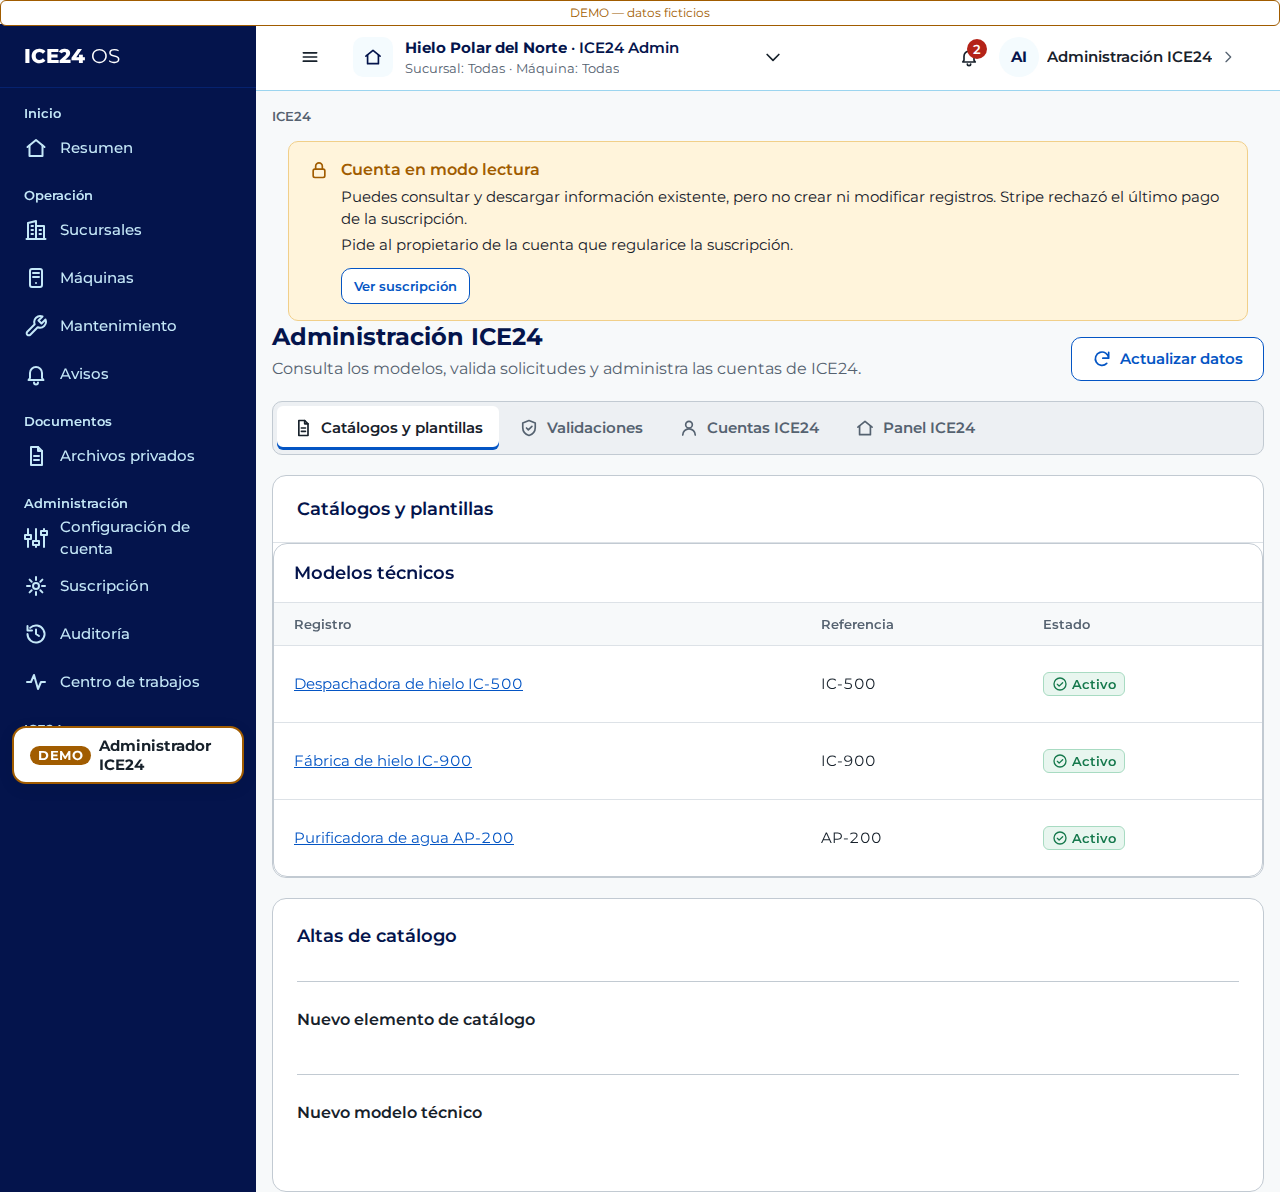 DEMO — datos ficticios
ICE24 OS
Inicio
Resumen
Operación
Sucursales
Máquinas
Mantenimiento
Avisos
Documentos
Archivos privados
Administración
Configuración de
cuenta
Suscripción
Auditoría
Centro de trabajos
DEMO
Administrador
ICE24
Hielo Polar del Norte · ICE24 Admin
Sucursal: Todas · Máquina: Todas
2
AI
Administración ICE24
ICE24
Cuenta en modo lectura
Puedes consultar y descargar información existente, pero no crear ni modificar registros. Stripe rechazó el último pago
de la suscripción.
Pide al propietario de la cuenta que regularice la suscripción.
Ver suscripción
Administración ICE24
Consulta los modelos, valida solicitudes y administra las cuentas de ICE24.
Actualizar datos
Catálogos y plantillas
Validaciones
Cuentas ICE24
Panel ICE24
Catálogos y plantillas
Modelos técnicos
Registro Referencia Estado
Despachadora de hielo IC-500 IC-500 Activo
Fábrica de hielo IC-900 IC-900 Activo
Purificadora de agua AP-200 AP-200 Activo
Altas de catálogo
Nuevo elemento de catálogo
Nuevo modelo técnico